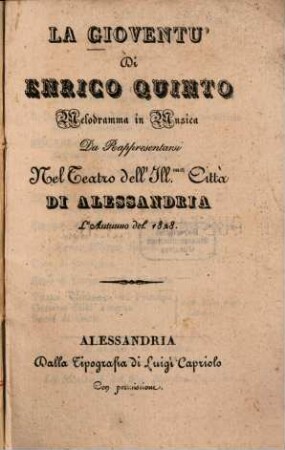 LA GIOVENTU'
Di
ENRICO QUINTO
Melodramma in Musica
Da Rappresentarsi
Nel Teatro dell'Ill.ma Città
DI ALESSANDRIA
L'Autunno del 1828.
ALESSANDRIA
Dalla Tipografia di Luigi Capriolo
Con permissione.